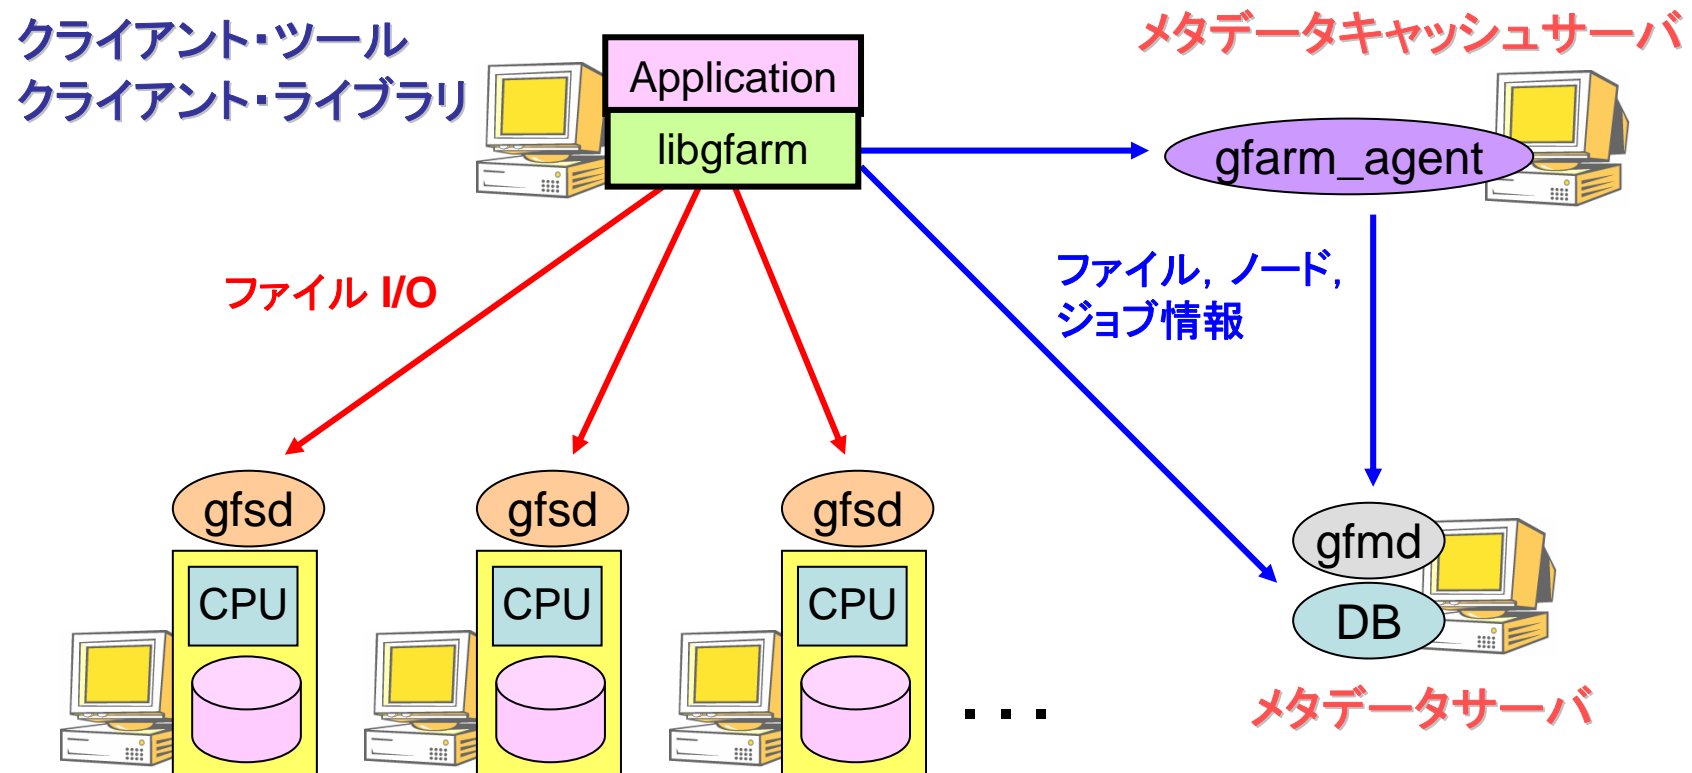 クライアント・ツール
クライアント・ライブラリ
Application
libgfarm
メタデータキャッシュサーバ
gfarm_agent
ファイル I/O
ファイル, ノード,
ジョブ情報
gfsd
gfsd
gfsd
CPU
CPU
CPU
. . .
gfmd
DB
メタデータサーバ